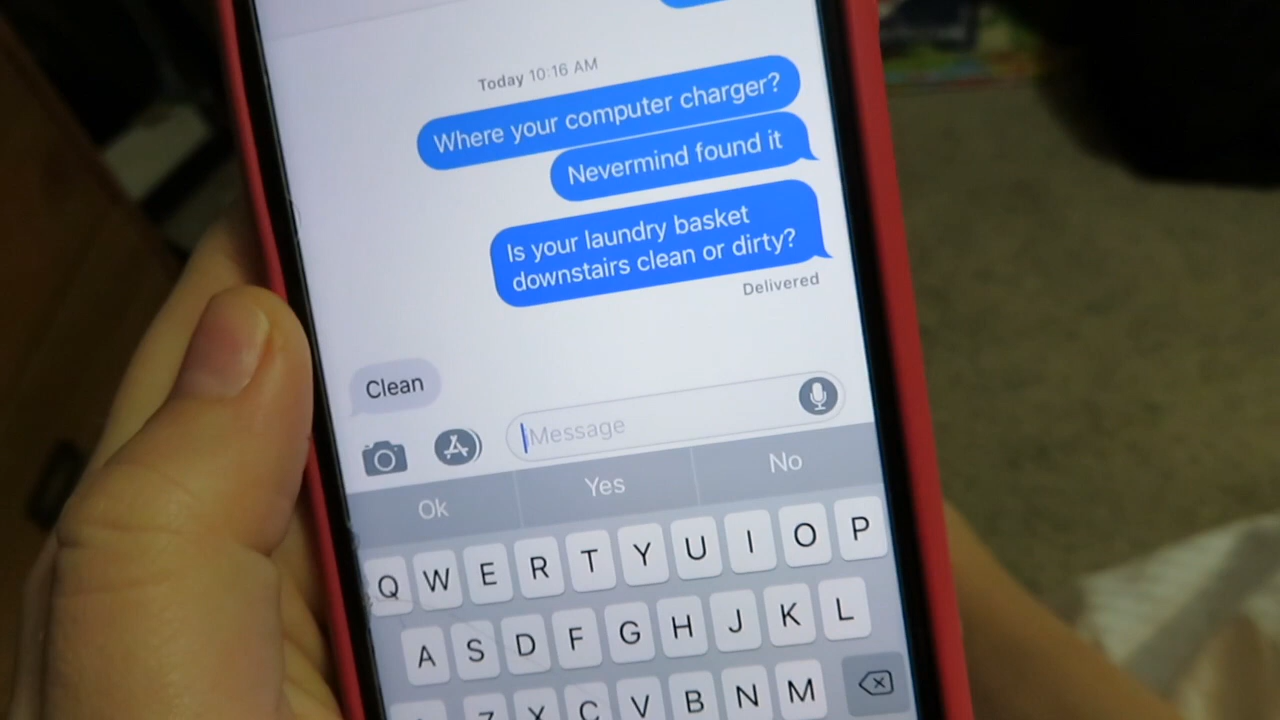 Today 10:16 AM
Where your computer charger?
Nevermind found it
Is your laundry basket
downstairs clean or dirty?
Delivered
Clean
Message
Ok Yes No
Q W E R T Y U I O P
A S D F G H J K L
Z X C V B N M